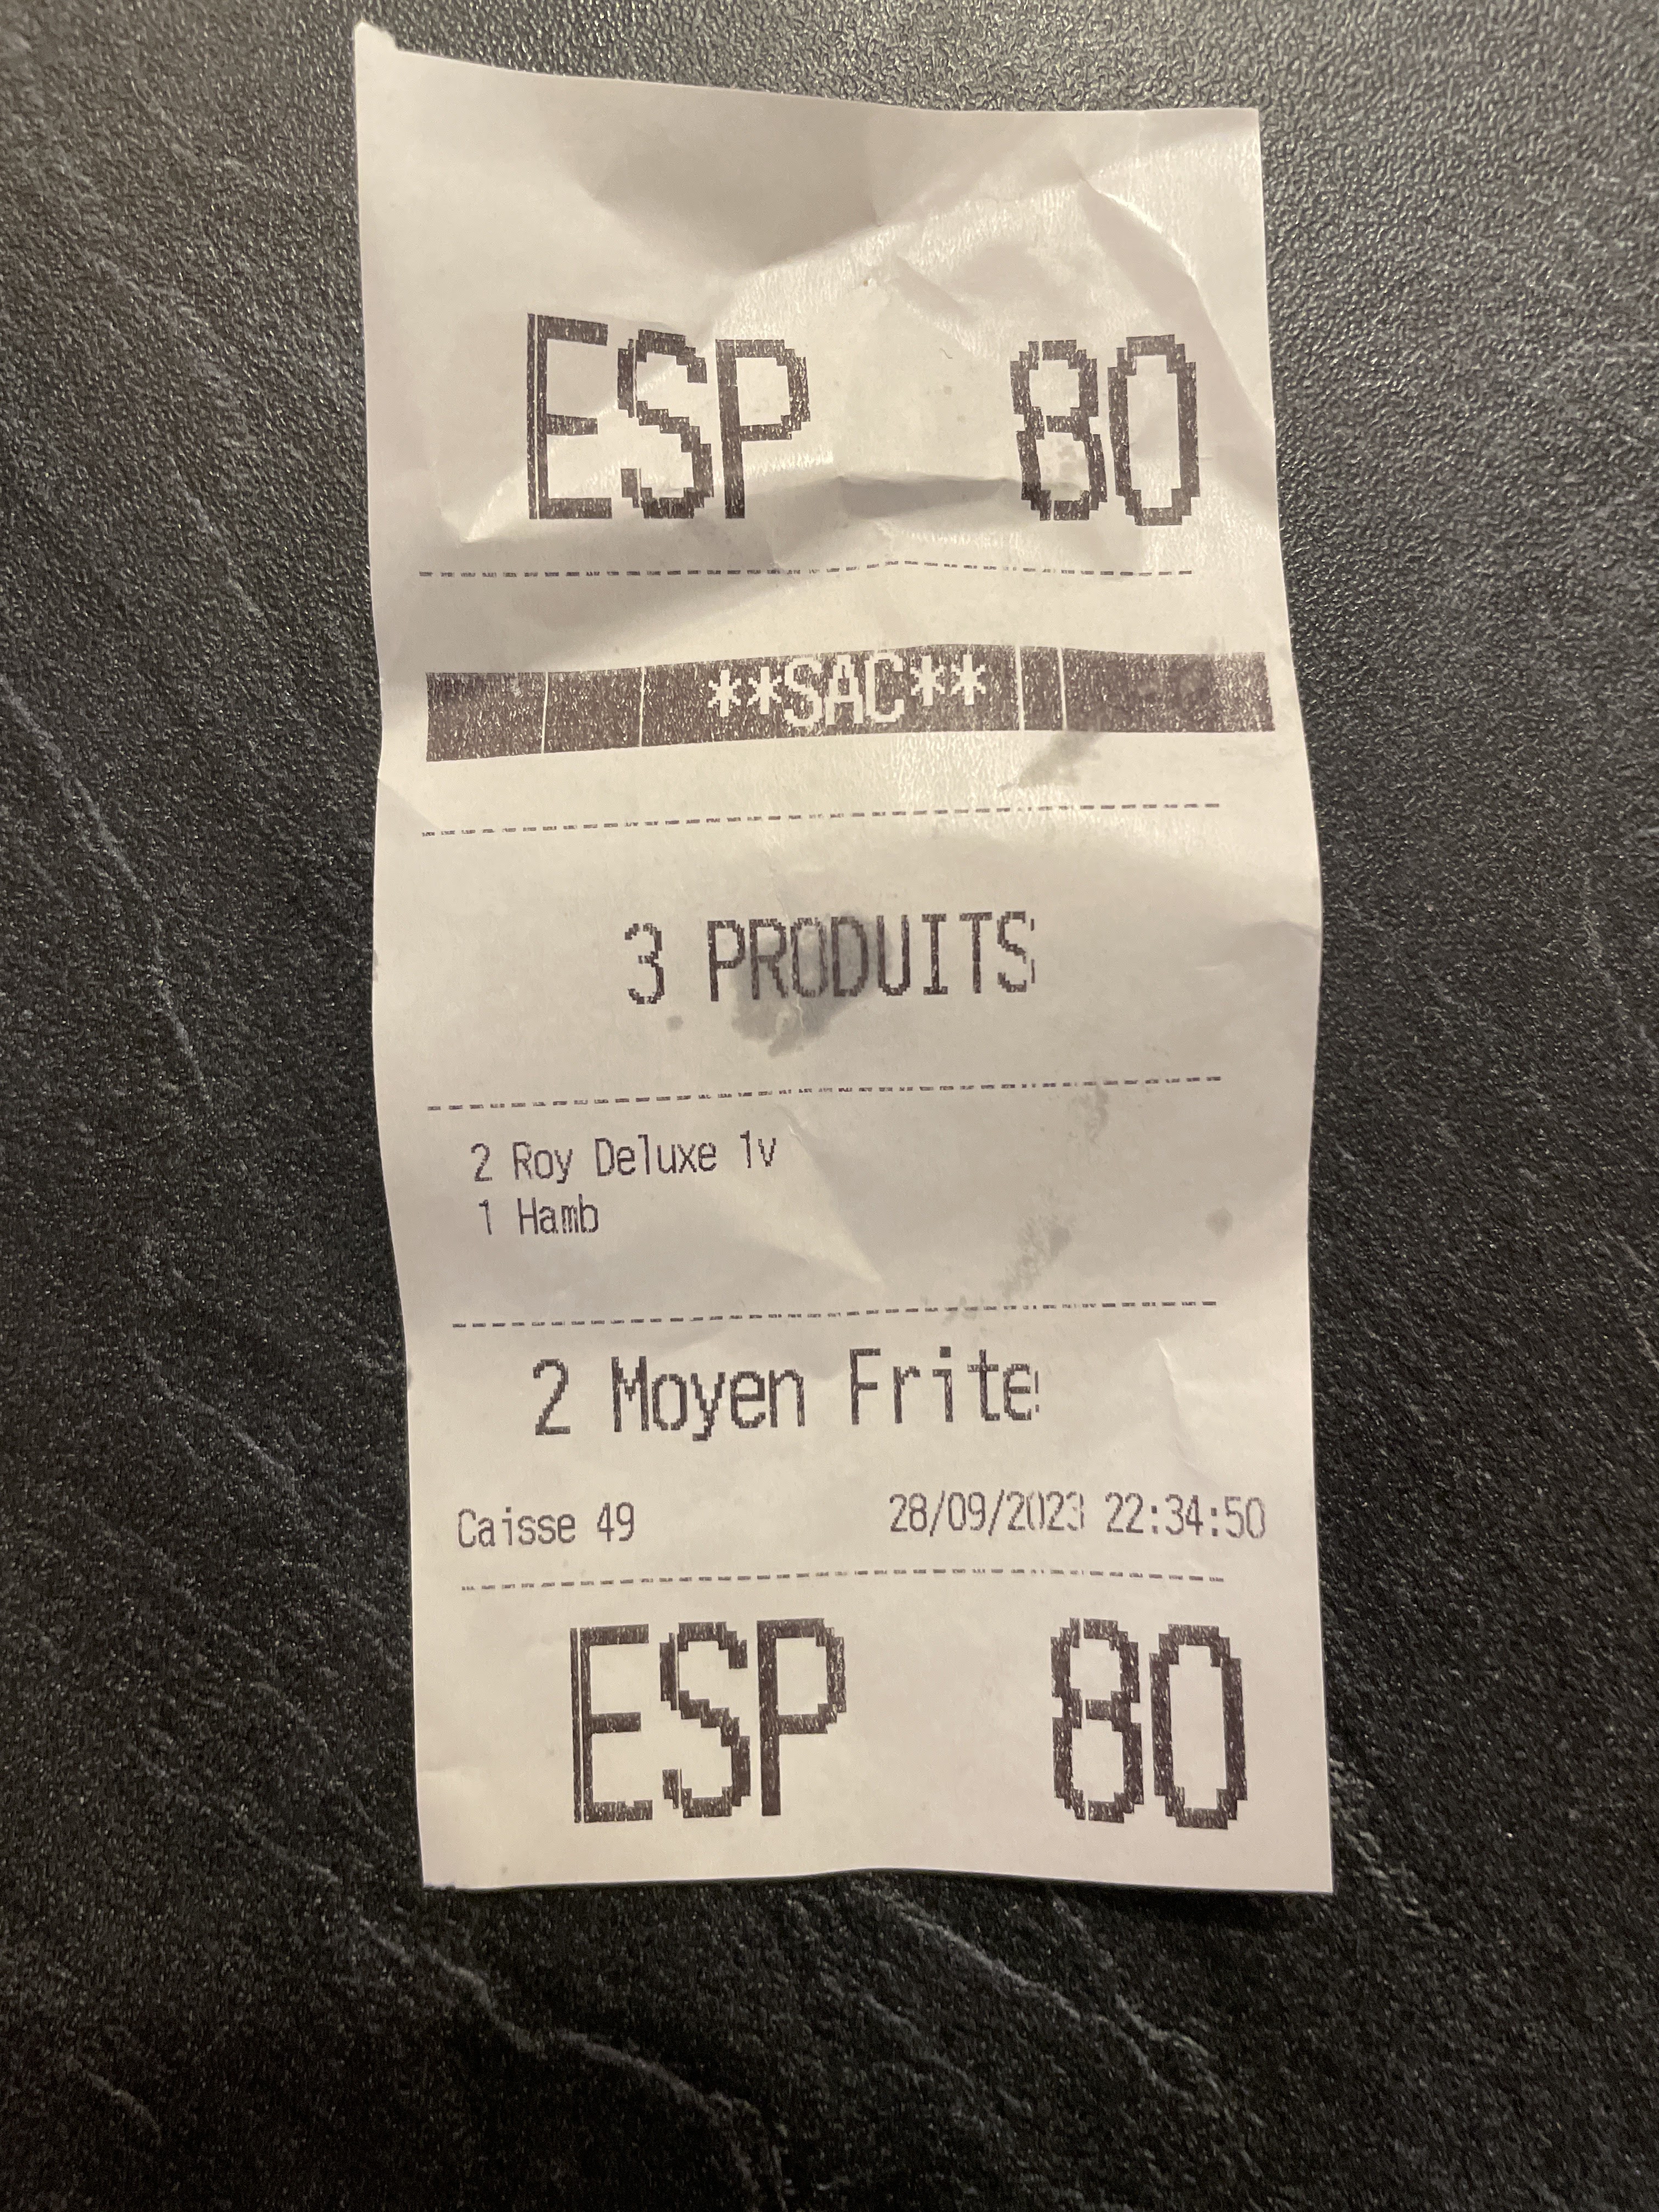 ESP 80
**SAC**
3 PRODUITS
2 Roy Deluxe 1v
1 Hamb
2 Moyen Frite
Caisse 49 28/09/2023 22:34:50
ESP 80